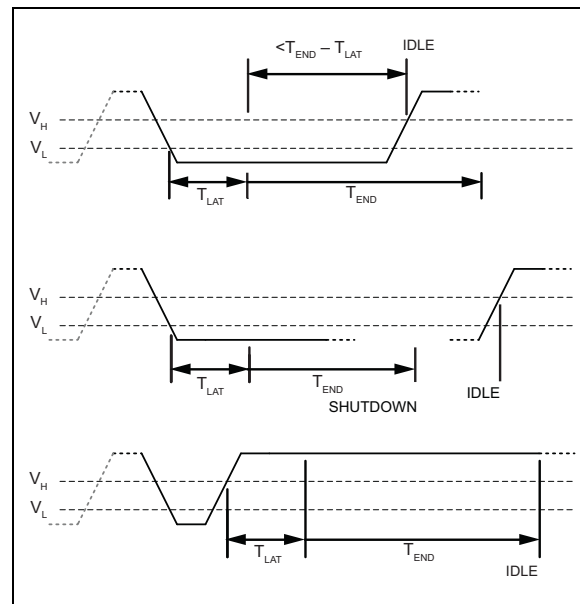 <T_END – T_LAT
IDLE
V_H
V_L
T_LAT
T_END
V_H
V_L
T_LAT
T_END
SHUTDOWN
IDLE
V_H
V_L
T_LAT
T_END
IDLE